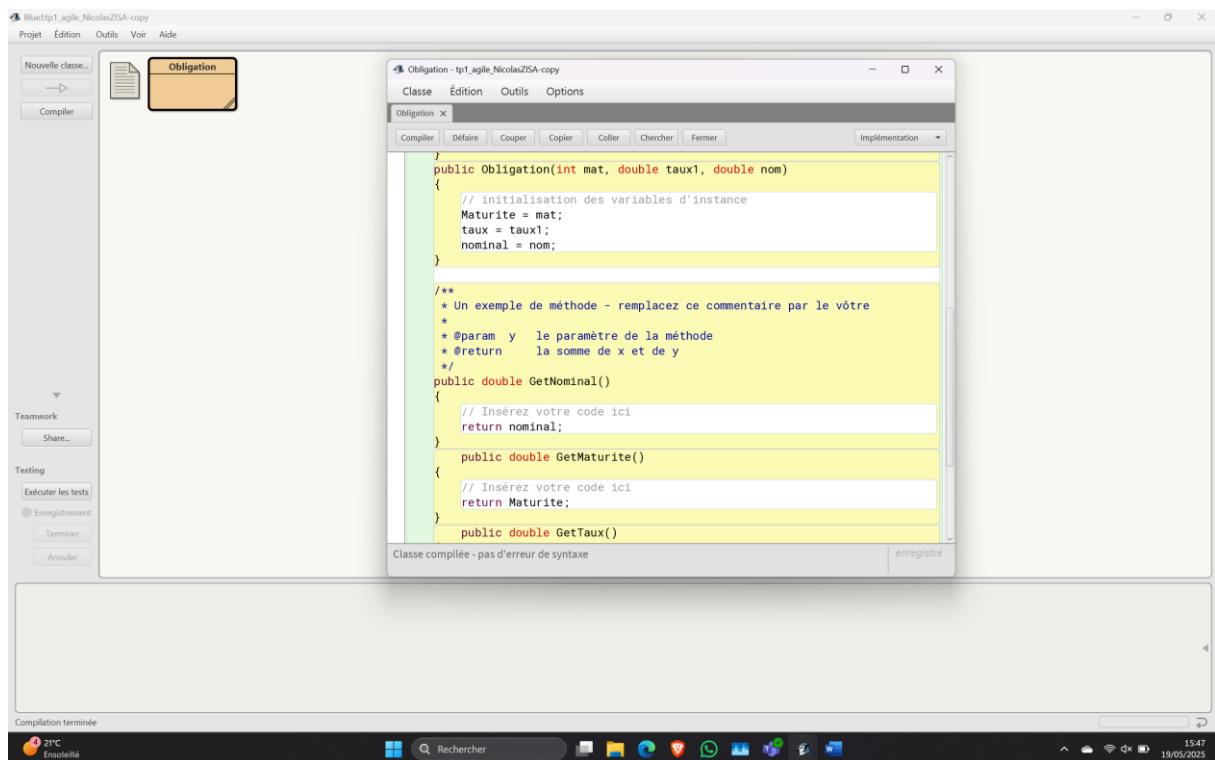 BlueJ:tp1_agile_NicolasZISA-copy
Projet Édition Outils Voir Aide
Nouvelle classe...
Compiler
Obligation
Teamwork
Share...
Testing
Exécuter les tests
Enregistrement
Terminer
Annuler
Obligation - tp1_agile_NicolasZISA-copy
Classe Édition Outils Options
Obligation X
Compiler Défaire Couper Copier Coller Chercher Fermer Implémentation
}
public Obligation(int mat, double taux1, double nom)
{
// initialisation des variables d'instance
Maturite = mat;
taux = taux1;
nominal = nom;
}
/**
* Un exemple de méthode - remplacez ce commentaire par le vôtre
*
* @param y le paramètre de la méthode
* @return la somme de x et de y
*/
public double GetNominal()
{
// Insérez votre code ici
return nominal;
}
public double GetMaturite()
{
// Insérez votre code ici
return Maturite;
}
public double GetTaux()
Classe compilée - pas d'erreur de syntaxe
enregistré
Compilation terminée
4
21°C
Ensoleillé
Rechercher
15:47
19/05/2025